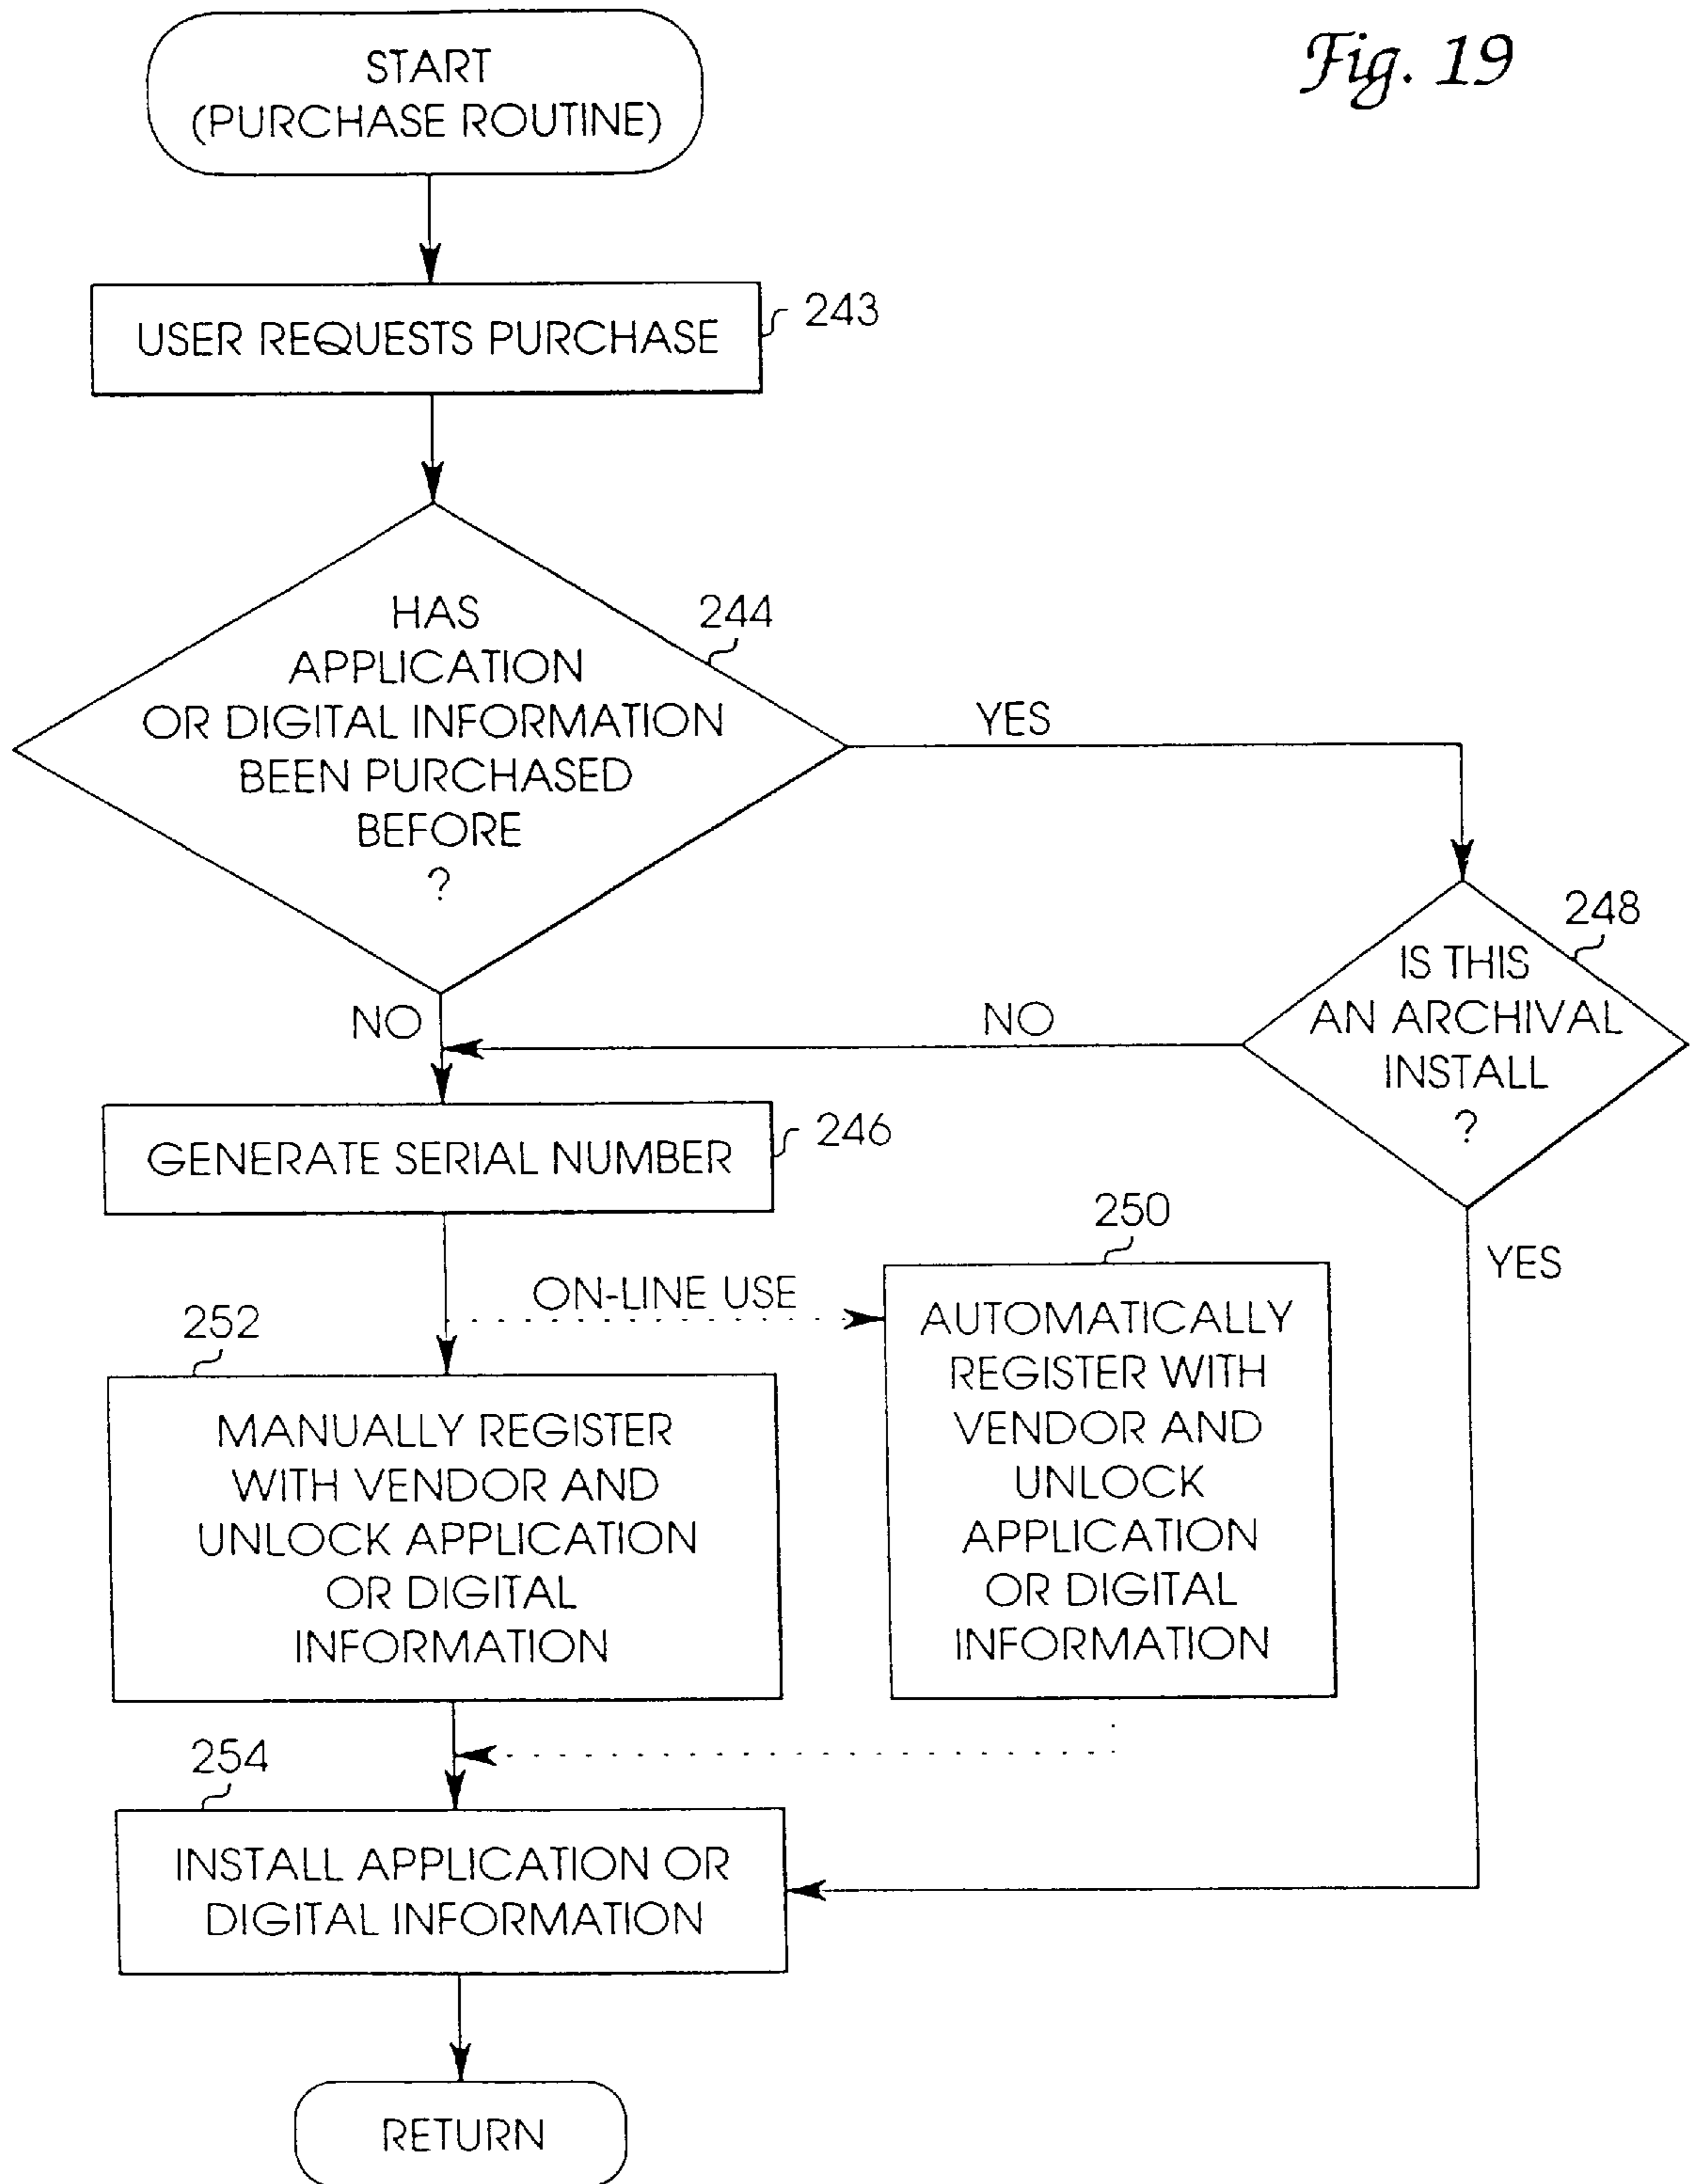 Fig. 19
START
(PURCHASE ROUTINE)
USER REQUESTS PURCHASE
243
HAS
APPLICATION
OR DIGITAL INFORMATION
BEEN PURCHASED
BEFORE
?
244
YES
NO
248
IS THIS
AN ARCHIVAL
INSTALL
?
NO
YES
GENERATE SERIAL NUMBER
246
ON-LINE USE
250
AUTOMATICALLY
REGISTER WITH
VENDOR AND
UNLOCK
APPLICATION
OR DIGITAL
INFORMATION
252
MANUALLY REGISTER
WITH VENDOR AND
UNLOCK APPLICATION
OR DIGITAL
INFORMATION
254
INSTALL APPLICATION OR
DIGITAL INFORMATION
RETURN